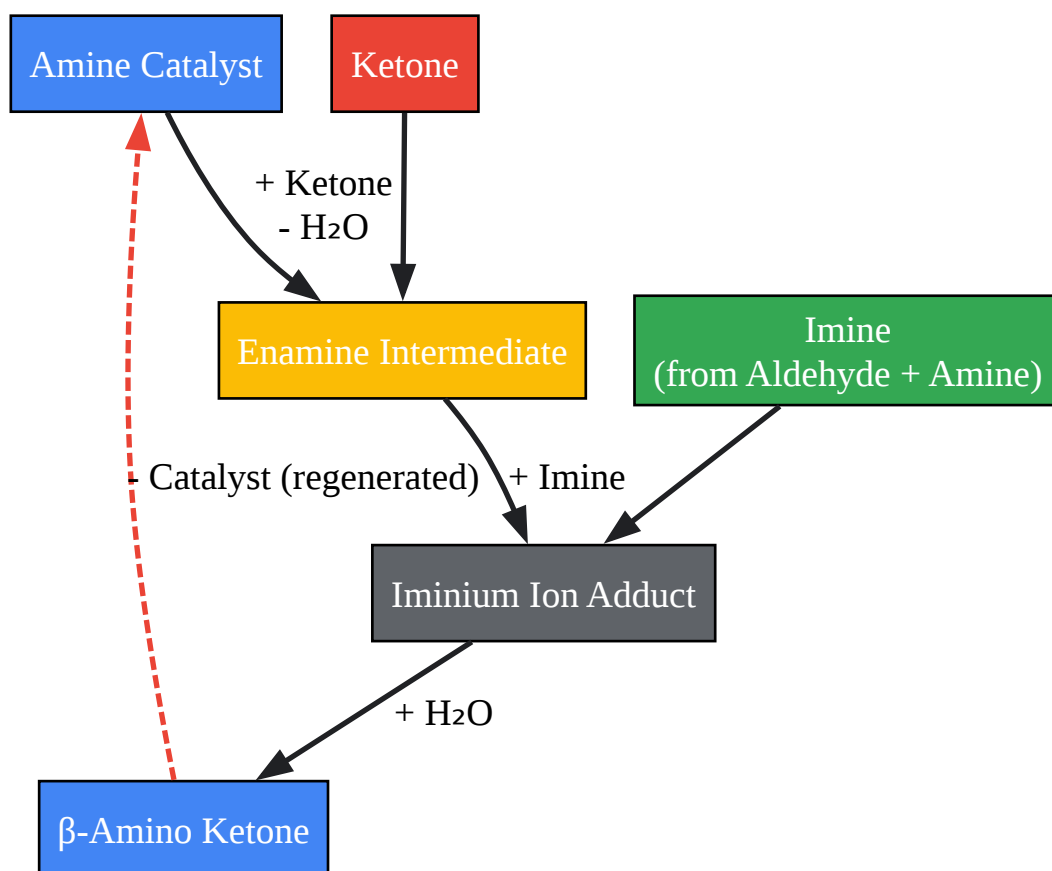 Amine Catalyst
Ketone
+ Ketone
- H₂O
Enamine Intermediate
Imine
(from Aldehyde + Amine)
- Catalyst (regenerated)
+ Imine
Iminium Ion Adduct
+ H₂O
β-Amino Ketone